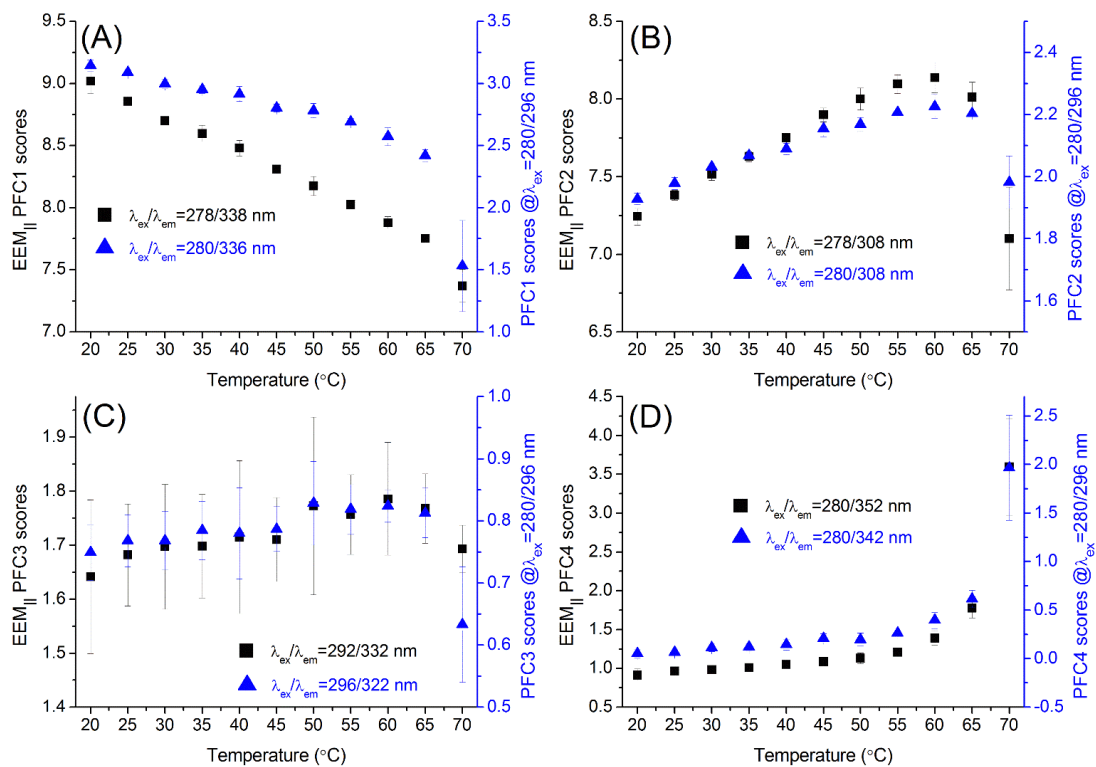 (A)
EEM|| PFC1 scores
9.5
9.0
8.5
8.0
7.5
7.0
λex/λem=278/338 nm
λex/λem=280/336 nm
3.5
3.0
2.5
2.0
1.5
1.0
PFC1 scores @λex=280/296 nm
20 25 30 35 40 45 50 55 60 65 70
Temperature (°C)
(B)
EEM|| PFC2 scores
8.5
8.0
7.5
7.0
6.5
λex/λem=278/308 nm
λex/λem=280/308 nm
2.4
2.2
2.0
1.8
1.6
PFC2 scores @λex=280/296 nm
20 25 30 35 40 45 50 55 60 65 70
Temperature (°C)
(C)
EEM|| PFC3 scores
1.9
1.8
1.7
1.6
1.5
1.4
λex/λem=292/332 nm
λex/λem=296/322 nm
1.0
0.9
0.8
0.7
0.6
0.5
PFC3 scores @λex=280/296 nm
20 25 30 35 40 45 50 55 60 65 70
Temperature (°C)
(D)
EEM|| PFC4 scores
4.5
4.0
3.5
3.0
2.5
2.0
1.5
1.0
0.5
λex/λem=280/352 nm
λex/λem=280/342 nm
2.5
2.0
1.5
1.0
0.5
0.0
-0.5
PFC4 scores @λex=280/296 nm
20 25 30 35 40 45 50 55 60 65 70
Temperature (°C)